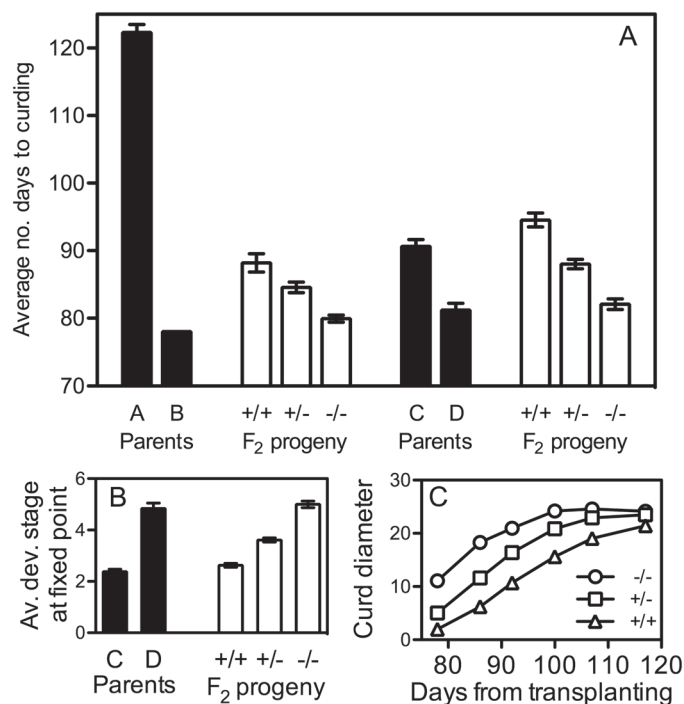 A
Average no. days to curding
120
110
100
90
80
70
A B +/+ +/- -/- C D +/+ +/- -/-
Parents F2 progeny Parents F2 progeny
B
Av. dev. stage
at fixed point
6
4
2
0
C D +/+ +/- -/-
Parents F2 progeny
C
Curd diameter
30
20
10
0
-/-
+/-
+/+
80 90 100 110 120
Days from transplanting